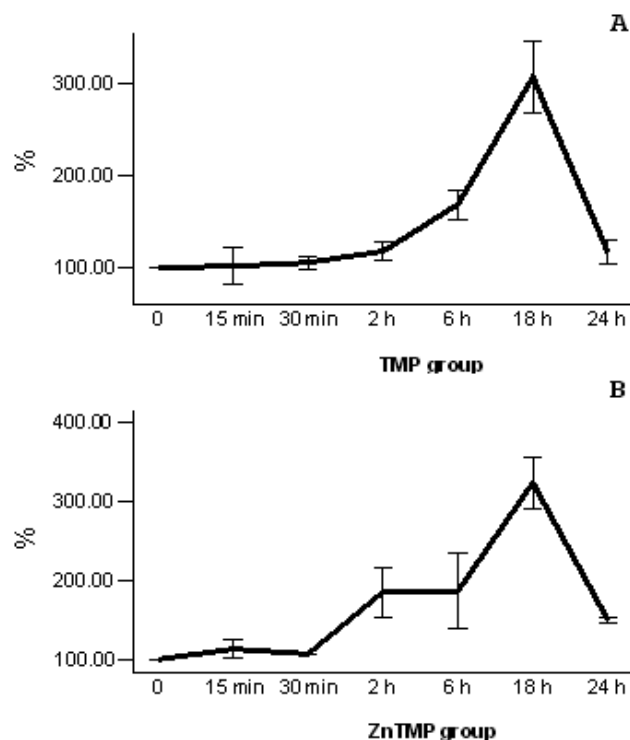 A
300.00
200.00
100.00
%
0 15 min 30 min 2 h 6 h 18 h 24 h
TMP group
B
400.00
300.00
200.00
100.00
%
0 15 min 30 min 2 h 6 h 18 h 24 h
ZnTMP group